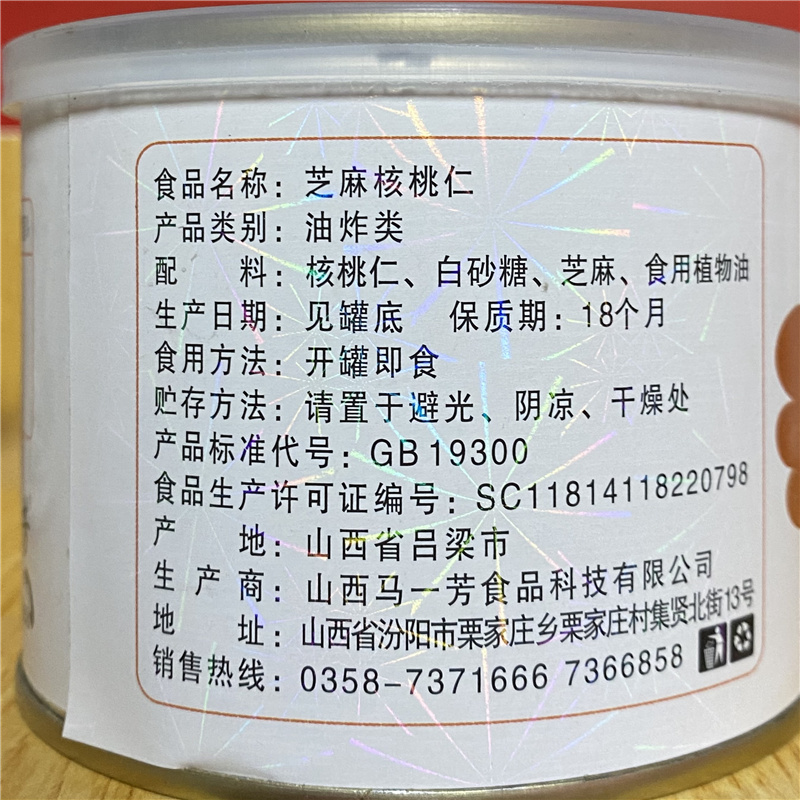 食品名称：芝麻核桃仁
产品类别：油炸类
配　　料：核桃仁、白砂糖、芝麻、食用植物油
生产日期：见罐底　保质期：18个月
食用方法：开罐即食
贮存方法：请置于避光、阴凉、干燥处
产品标准代号：GB 19300
食品生产许可证编号：SC11814118220798
产　　地：山西省吕梁市
生 产 商：山西马一芳食品科技有限公司
地　　址：山西省汾阳市栗家庄乡栗家庄村集贤北街13号
销售热线：0358-7371666 7366858